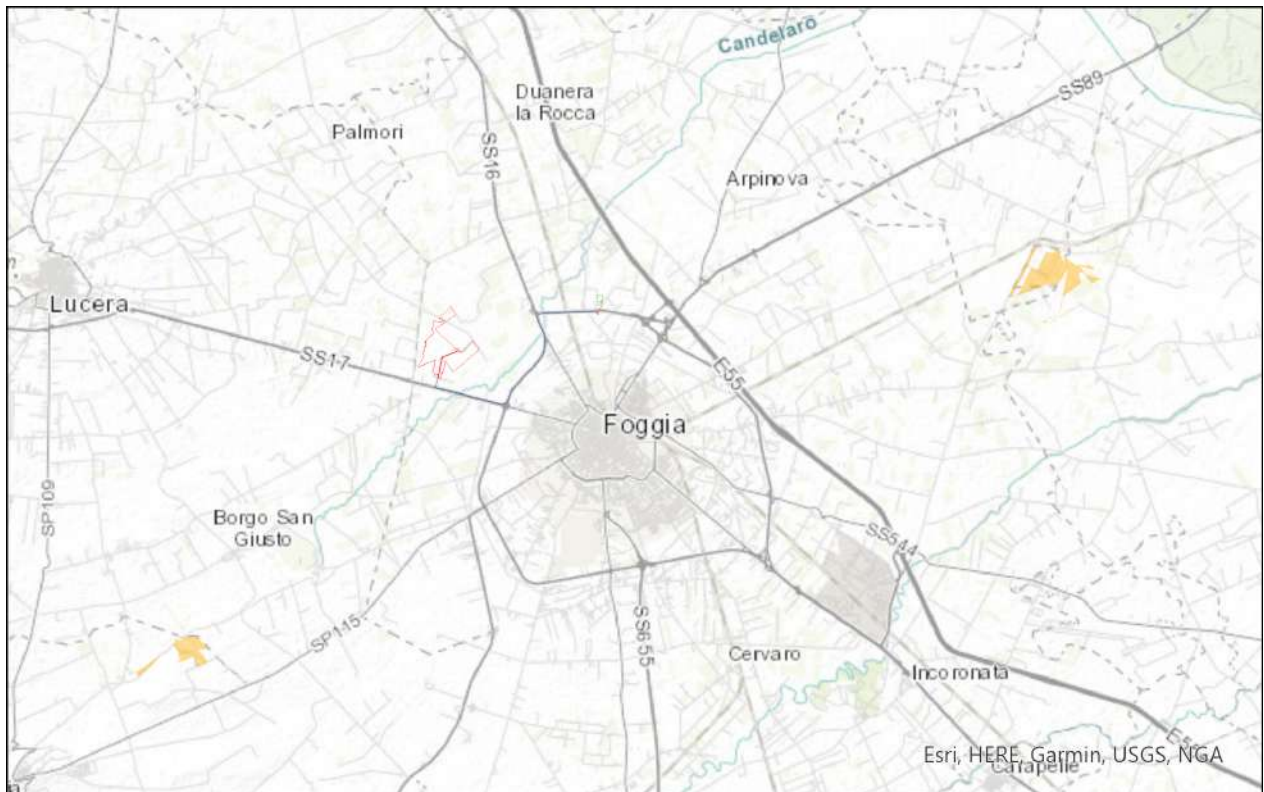 Candelaro
Duanera
la Rocca
SS89
Palmori
SS16
Arpinova
Lucera
SS17
E55
Foggia
SP109
Borgo San
Giusto
SS544
SP115
SS655
Cervaro
Incoronata
Esri, HERE, Garmin, USGS, NGA
Carapelle